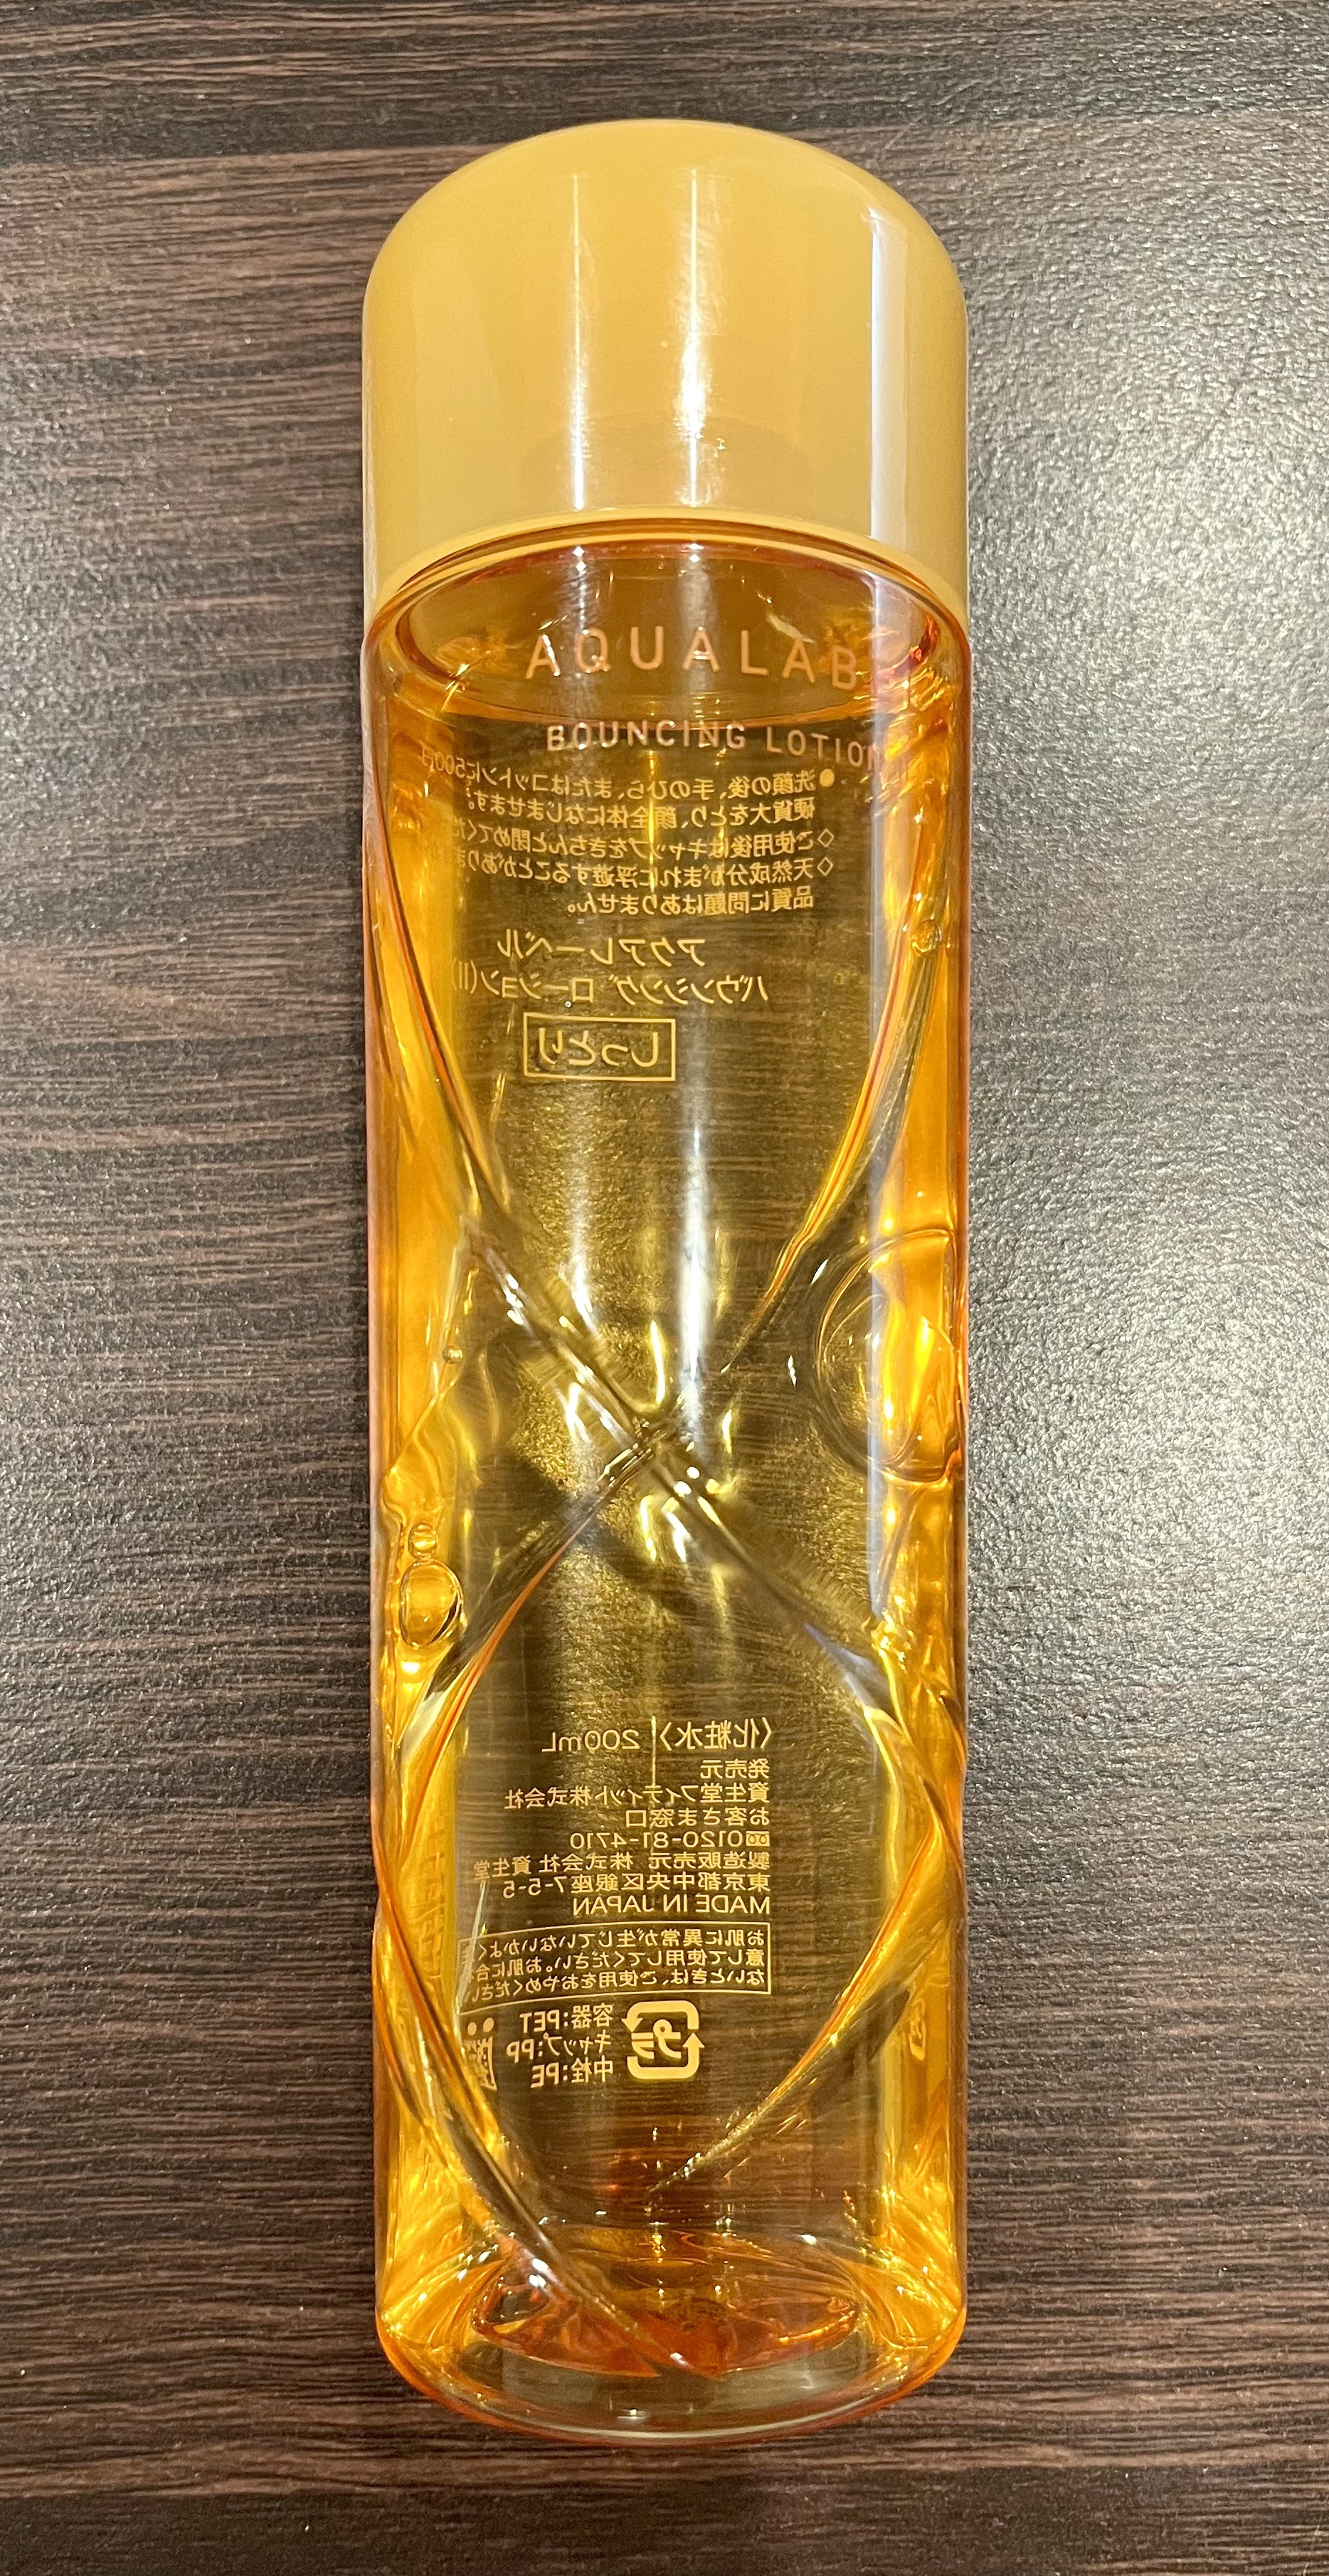 AQUALAB
BOUNCING LOTION
●洗顔の後、手のひら、またはコットンに500円
硬貨大をとり、顔全体になじませます。
◇ご使用後はキャップをきちんと閉めてくだ
◇天然成分がまれに浮遊することがありま
品質に問題はありません。
アクアレーベル
バウンシング ローション(II)
しっとり
〈化粧水〉 200mL
発売元
資生堂フィティット株式会社
お客さま窓口
0120-81-4710
製造販売元 株式会社 資生堂
東京都中央区銀座7-5-5
MADE IN JAPAN
お肌に異常が生じていないかよく注
意して使用してください。お肌に合わ
ないときは、ご使用をおやめください
プラ
容器:PET
キャップ:PP
中栓:PE